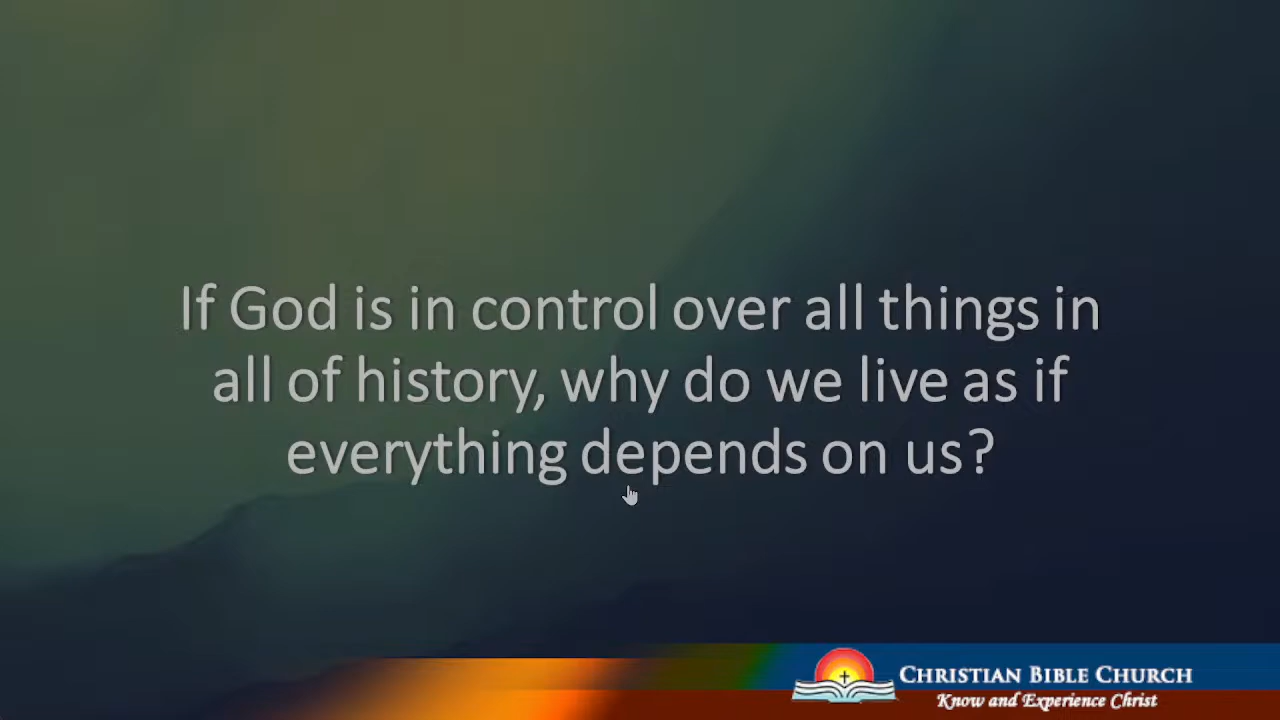 If God is in control over all things in
all of history, why do we live as if
everything depends on us?
CHRISTIAN BIBLE CHURCH
Know and Experience Christ